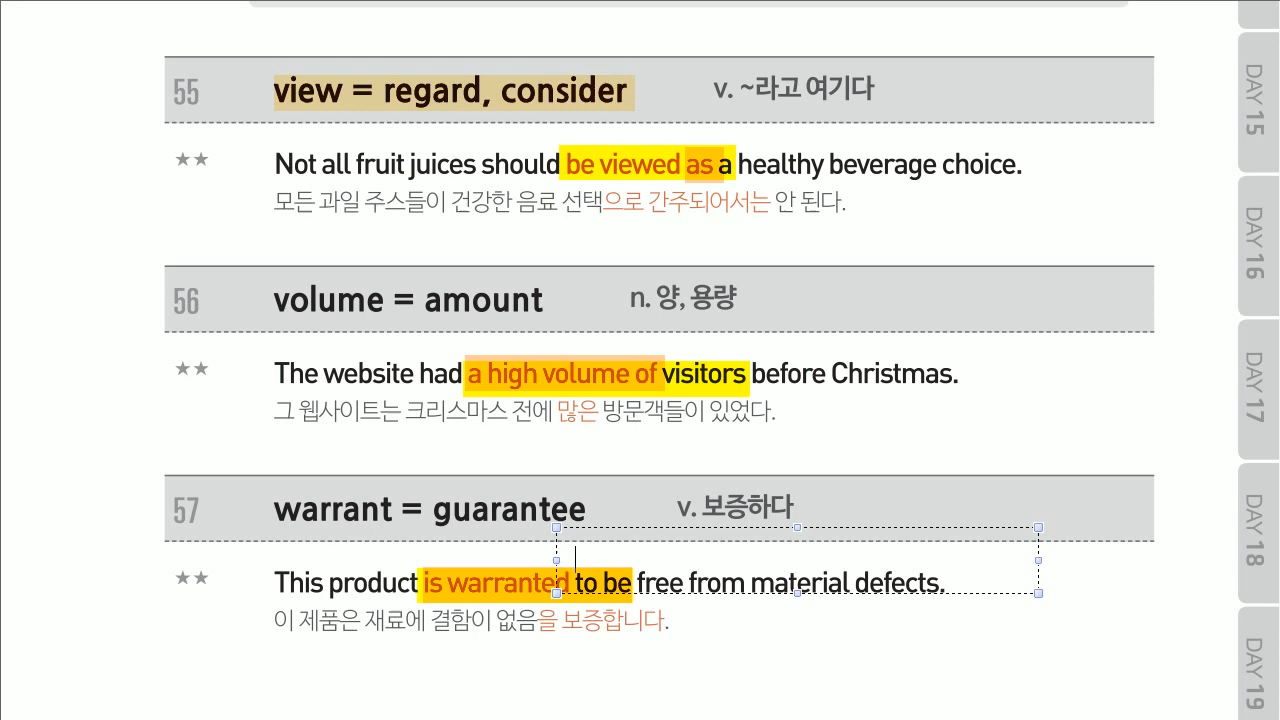 55 view = regard, consider v. ~라고 여기다
★★ Not all fruit juices should be viewed as a healthy beverage choice.
모든 과일 주스들이 건강한 음료 선택으로 간주되어서는 안 된다.
56 volume = amount n. 양, 용량
★★ The website had a high volume of visitors before Christmas.
그 웹사이트는 크리스마스 전에 많은 방문객들이 있었다.
57 warrant = guarantee v. 보증하다
★★ This product is warranted to be free from material defects.
이 제품은 재료에 결함이 없음을 보증합니다.
DAY 15
DAY 16
DAY 17
DAY 18
DAY 19